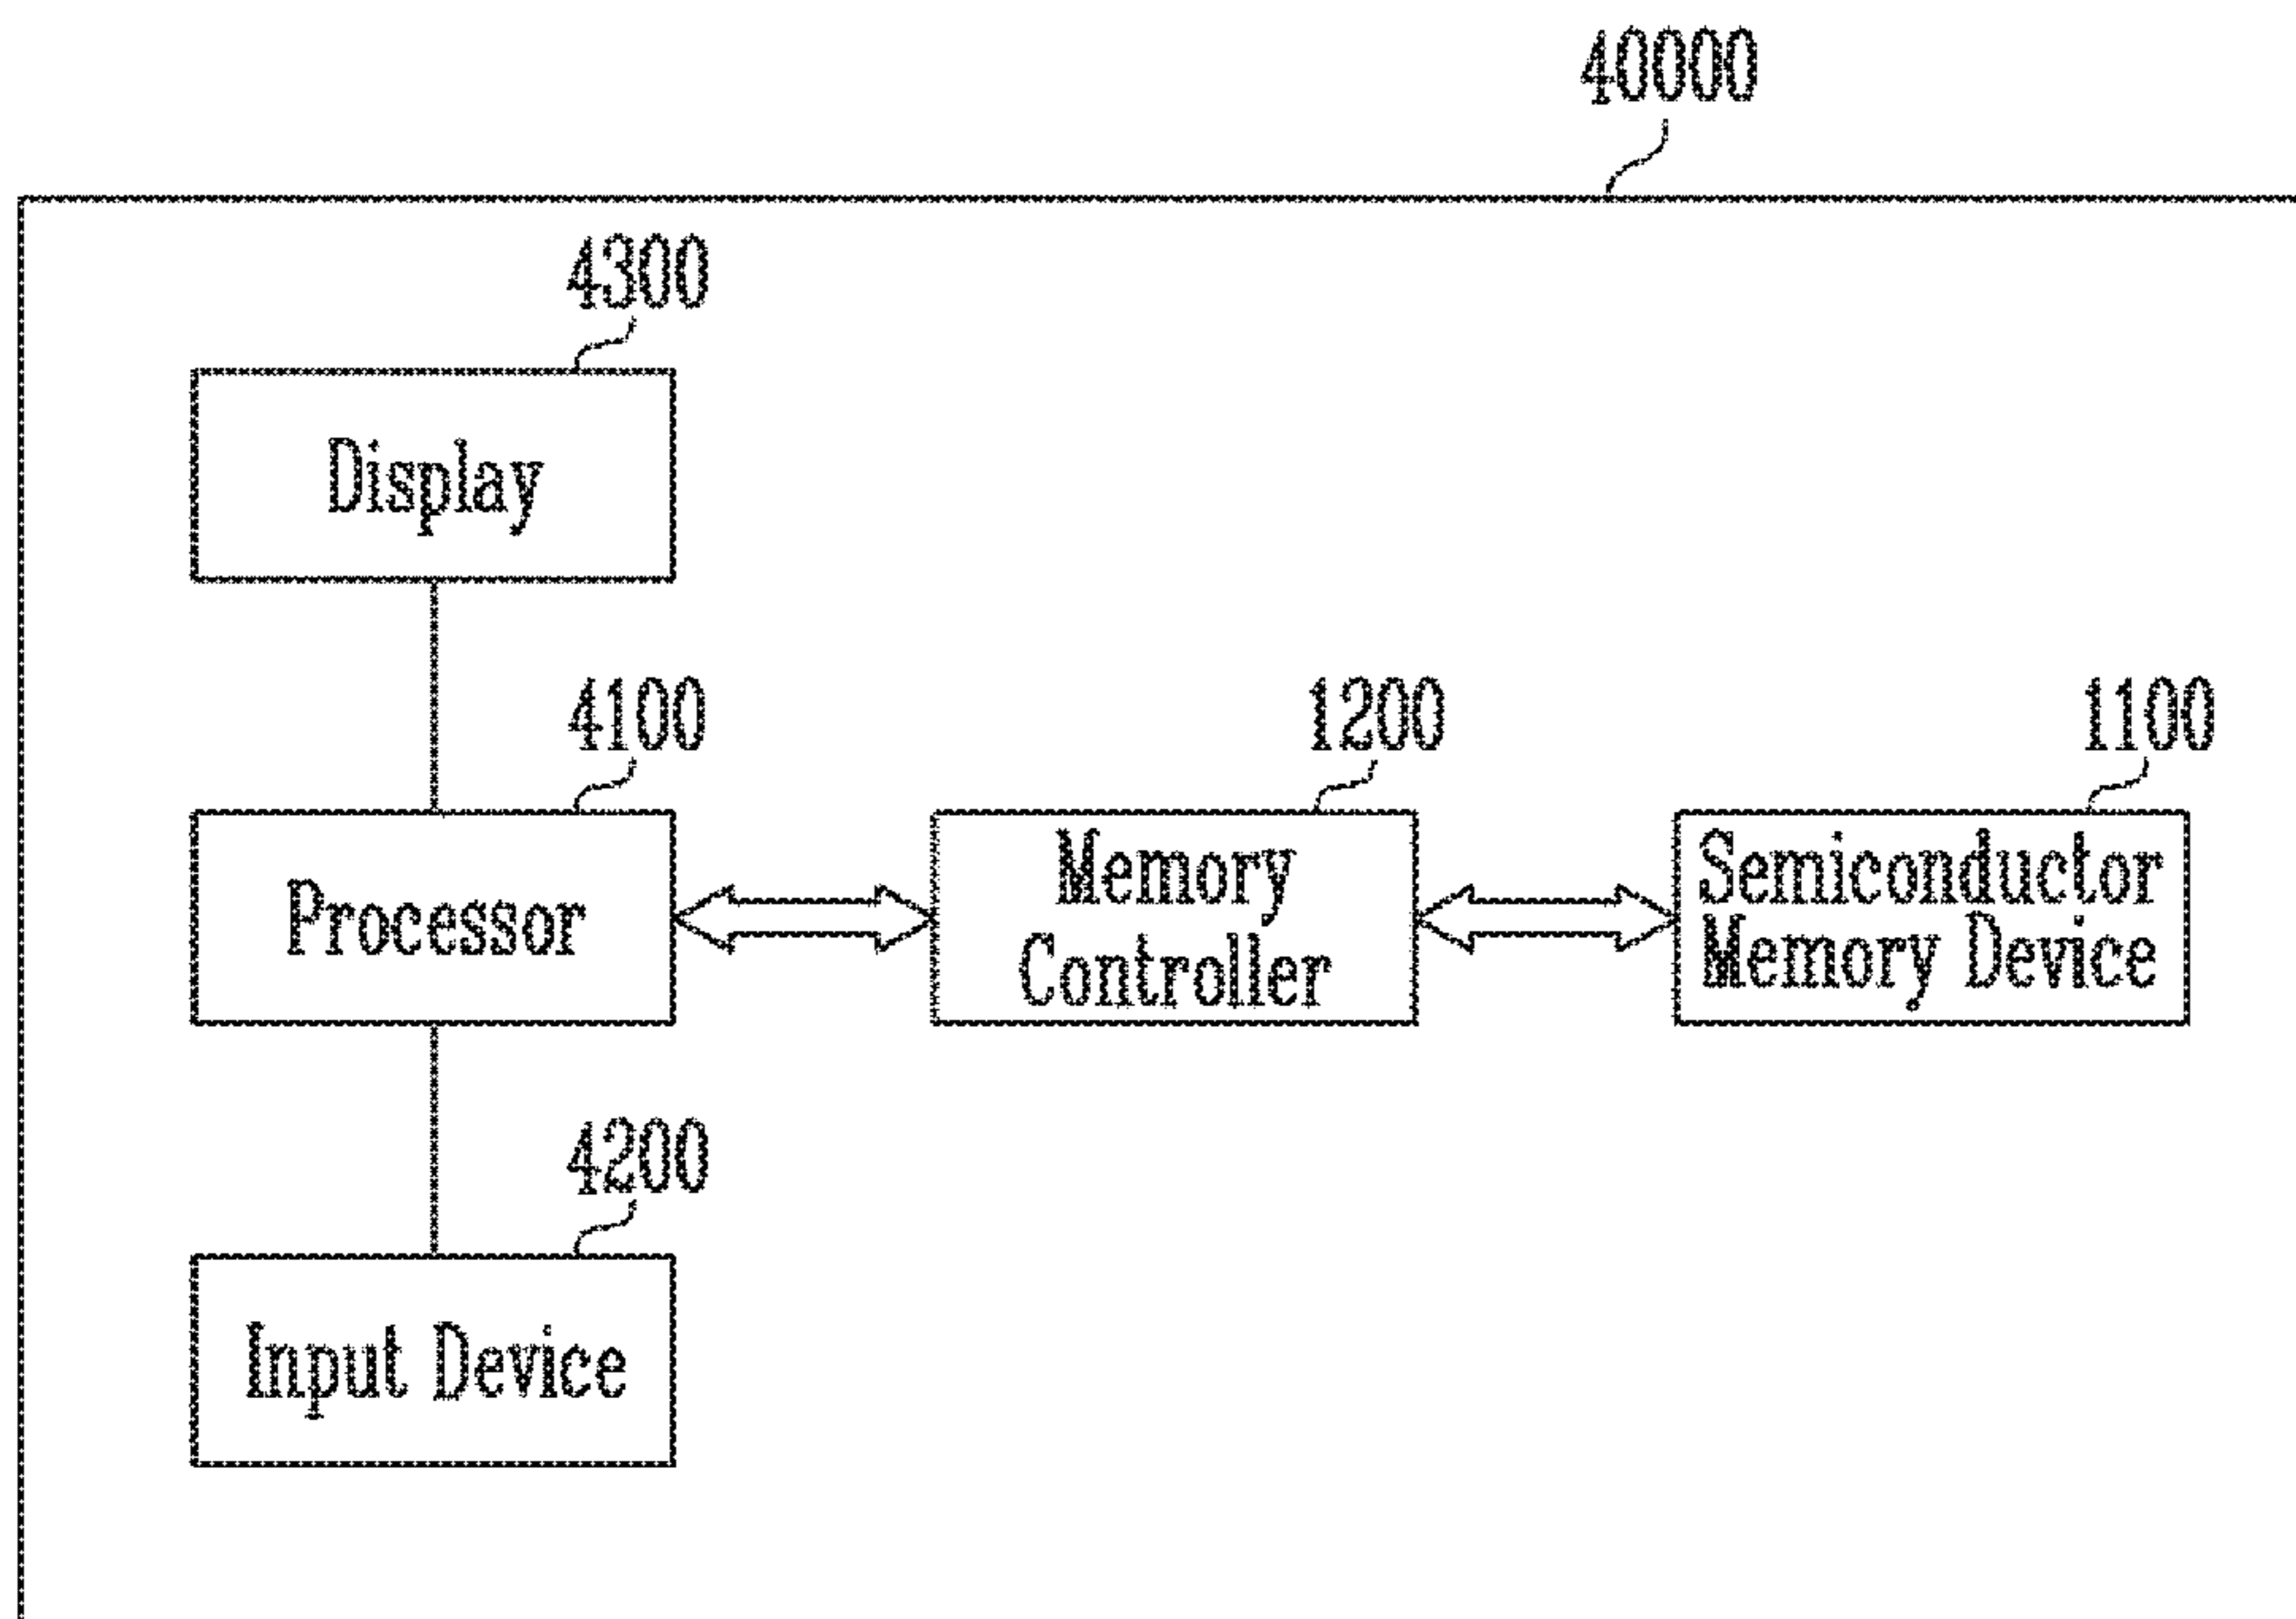 40000
4300
Display
4100
1200
1100
Processor
Memory
Controller
Semiconductor
Memory Device
4200
Input Device